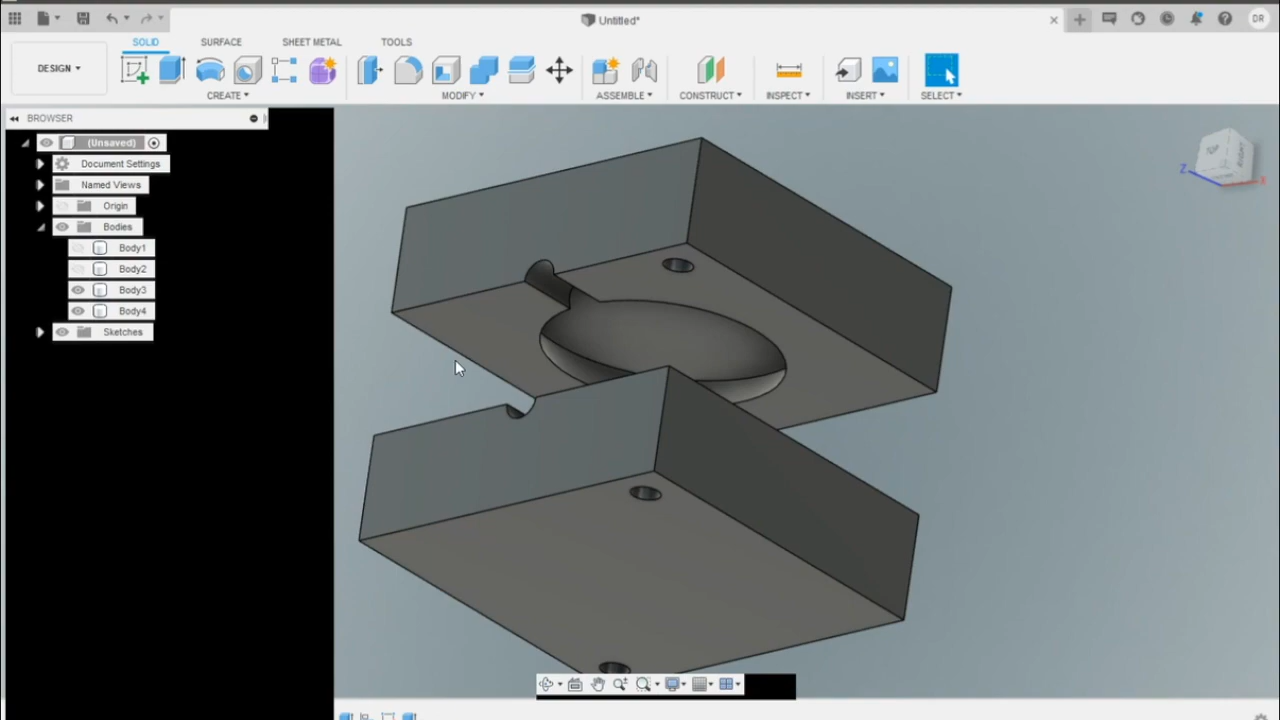 Untitled*
DR
SOLID SURFACE SHEET METAL TOOLS
DESIGN
CREATE MODIFY ASSEMBLE CONSTRUCT INSPECT INSERT SELECT
BROWSER
(Unsaved)
Document Settings
Named Views
Origin
Bodies
Body1
Body2
Body3
Body4
Sketches
Z
X